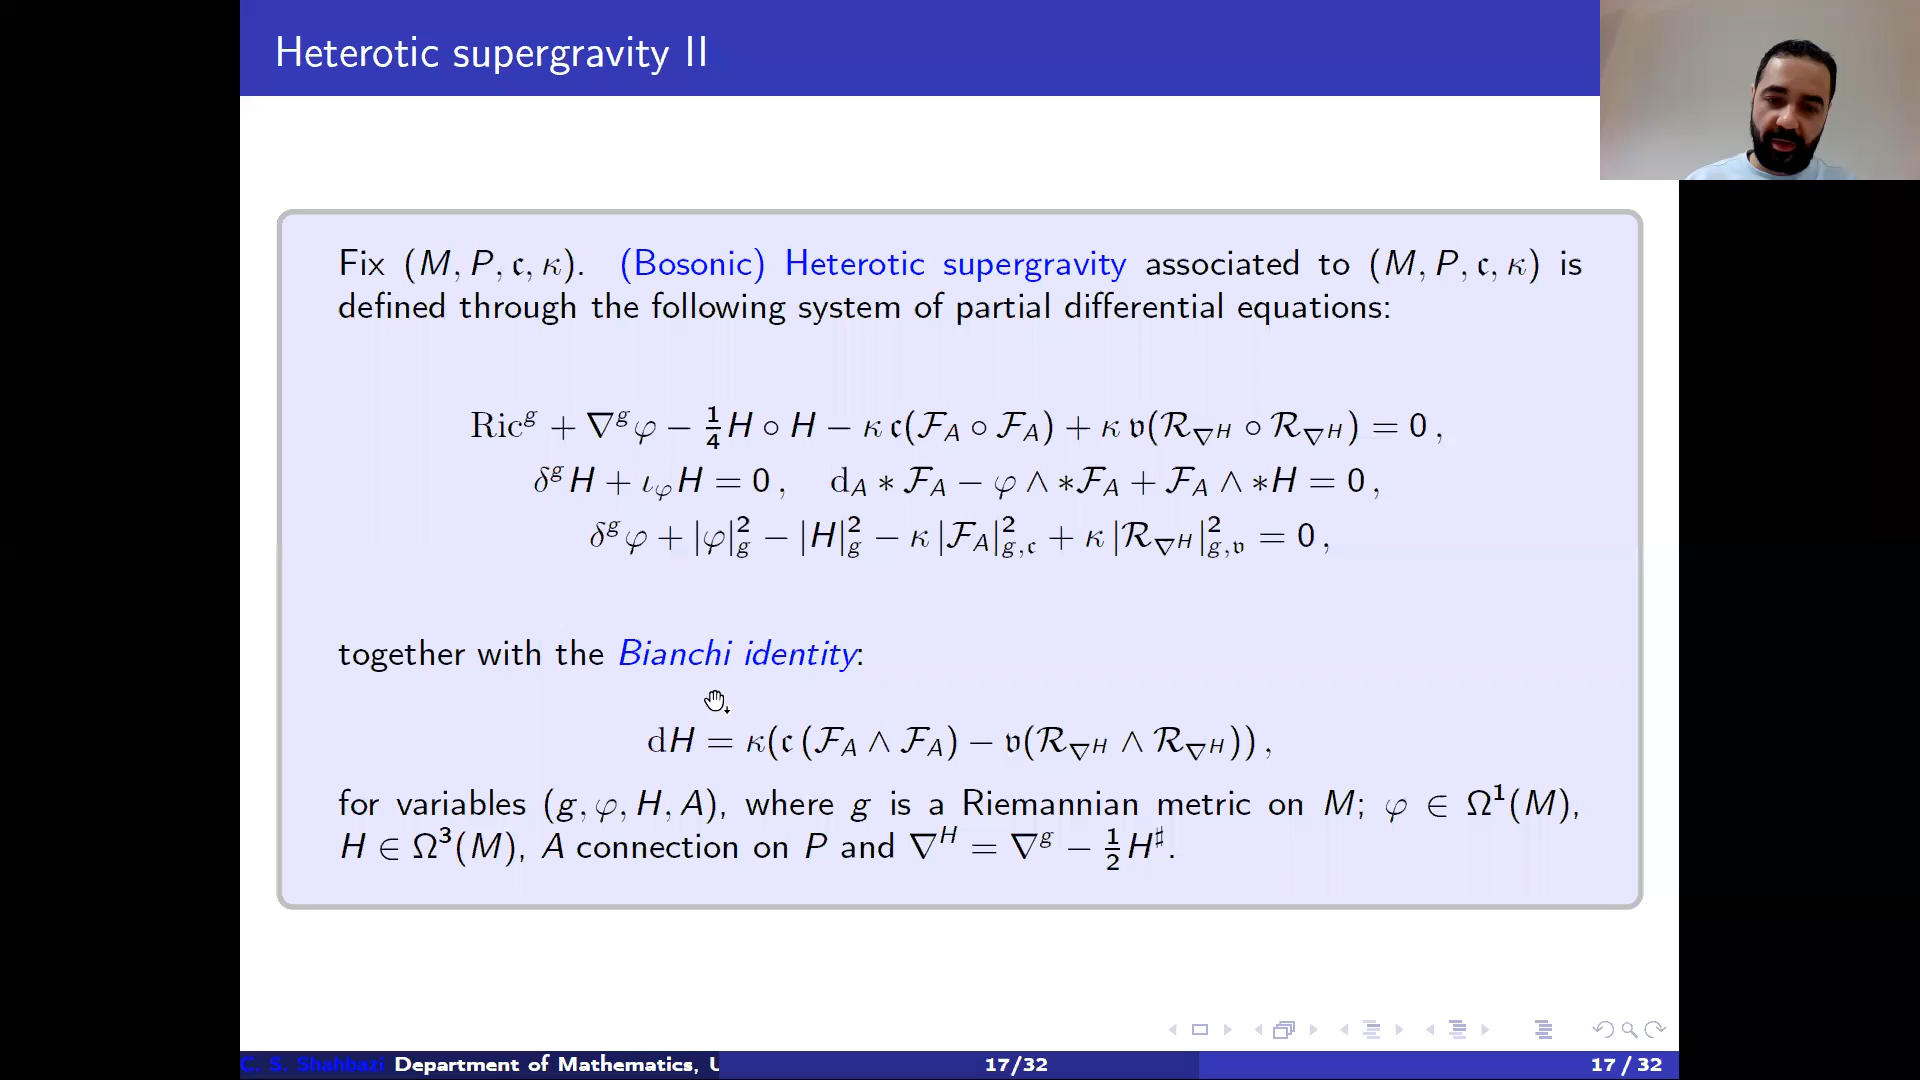 Heterotic supergravity II
Fix (M, P, 𝔠, κ). (Bosonic) Heterotic supergravity associated to (M, P, 𝔠, κ) is
defined through the following system of partial differential equations:
Ric^g + ∇^g φ − 1/4 H ∘ H − κ 𝔠(ℱ_A ∘ ℱ_A) + κ 𝔳(ℛ_{∇^H} ∘ ℛ_{∇^H}) = 0 ,
δ^g H + ι_φ H = 0 ,   d_A ∗ ℱ_A − φ ∧ ∗ℱ_A + ℱ_A ∧ ∗H = 0 ,
δ^g φ + |φ|²_g − |H|²_g − κ |ℱ_A|²_{g,𝔠} + κ |ℛ_{∇^H}|²_{g,𝔳} = 0 ,
together with the Bianchi identity:
dH = κ(𝔠 (ℱ_A ∧ ℱ_A) − 𝔳(ℛ_{∇^H} ∧ ℛ_{∇^H})) ,
for variables (g, φ, H, A), where g is a Riemannian metric on M; φ ∈ Ω¹(M),
H ∈ Ω³(M), A connection on P and ∇^H = ∇^g − 1/2 H^♯.
C. S. Shahbazi Department of Mathematics, U 17/32 17 / 32